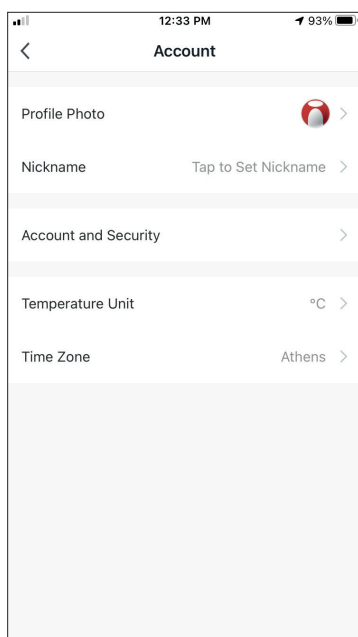 12:33 PM 93%
Account
Profile Photo
Nickname Tap to Set Nickname
Account and Security
Temperature Unit °C
Time Zone Athens